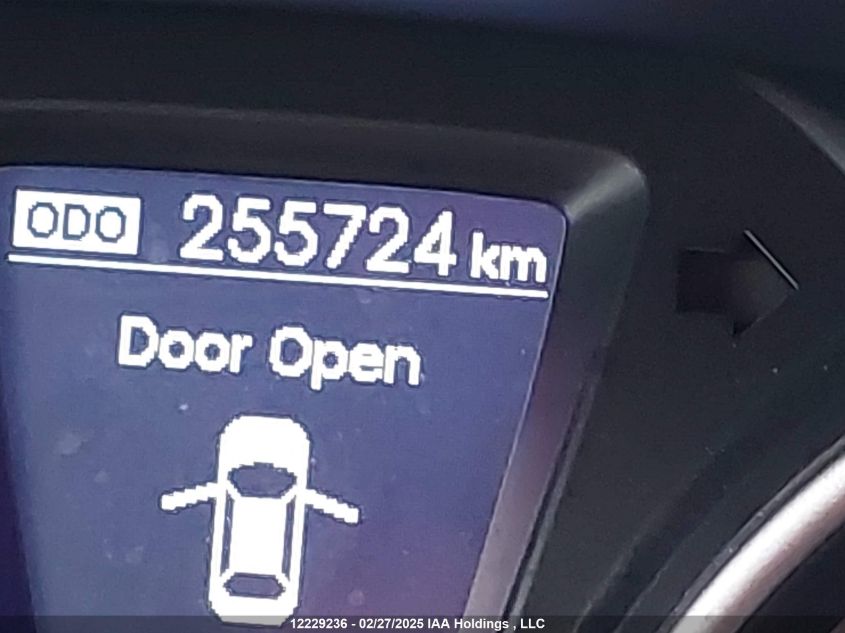 ODO 255724 km
Door Open
12229236 - 02/27/2025 IAA Holdings , LLC